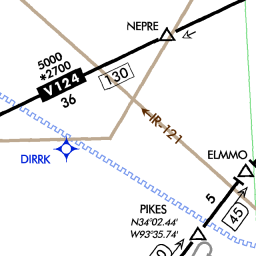 NEPRE
5000
*2700
V124
36
130
IR-121
DIRRK
ELMMO
5
45
PIKES
N34°02.44'
W93°35.74'